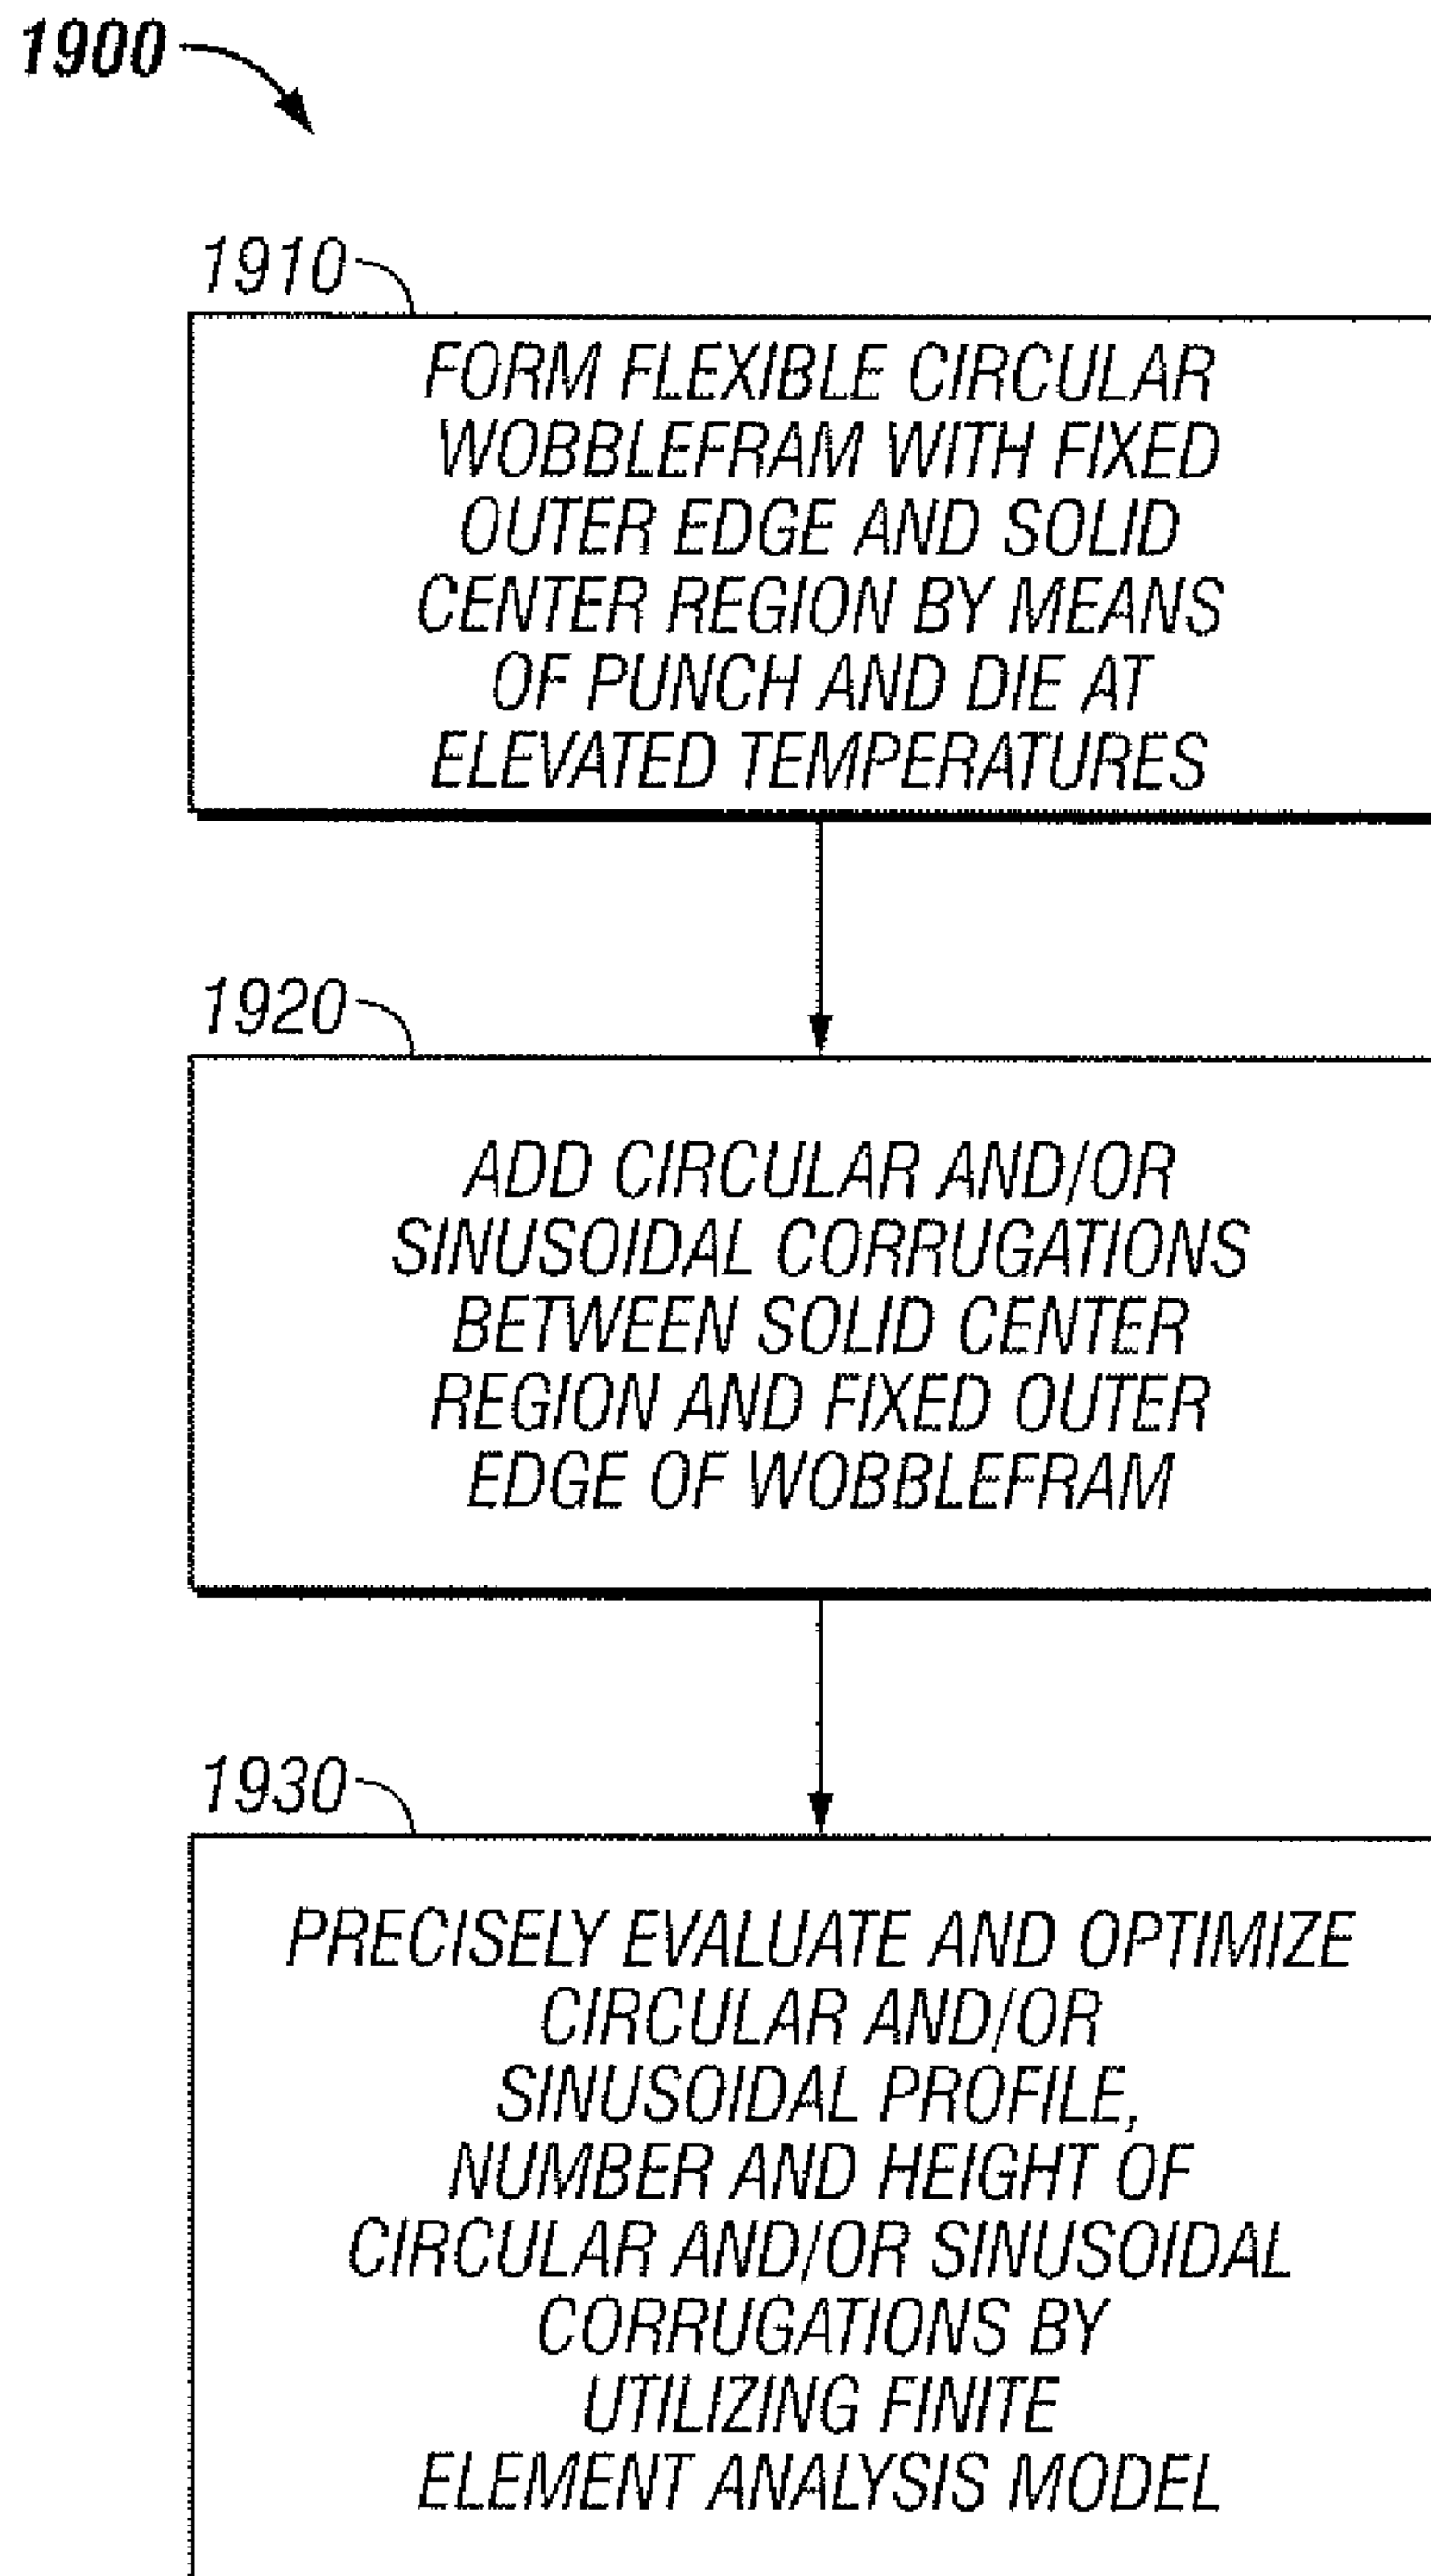 1900
1910
FORM FLEXIBLE CIRCULAR
WOBBLEFRAM WITH FIXED
OUTER EDGE AND SOLID
CENTER REGION BY MEANS
OF PUNCH AND DIE AT
ELEVATED TEMPERATURES
1920
ADD CIRCULAR AND/OR
SINUSOIDAL CORRUGATIONS
BETWEEN SOLID CENTER
REGION AND FIXED OUTER
EDGE OF WOBBLEFRAM
1930
PRECISELY EVALUATE AND OPTIMIZE
CIRCULAR AND/OR
SINUSOIDAL PROFILE,
NUMBER AND HEIGHT OF
CIRCULAR AND/OR SINUSOIDAL
CORRUGATIONS BY
UTILIZING FINITE
ELEMENT ANALYSIS MODEL